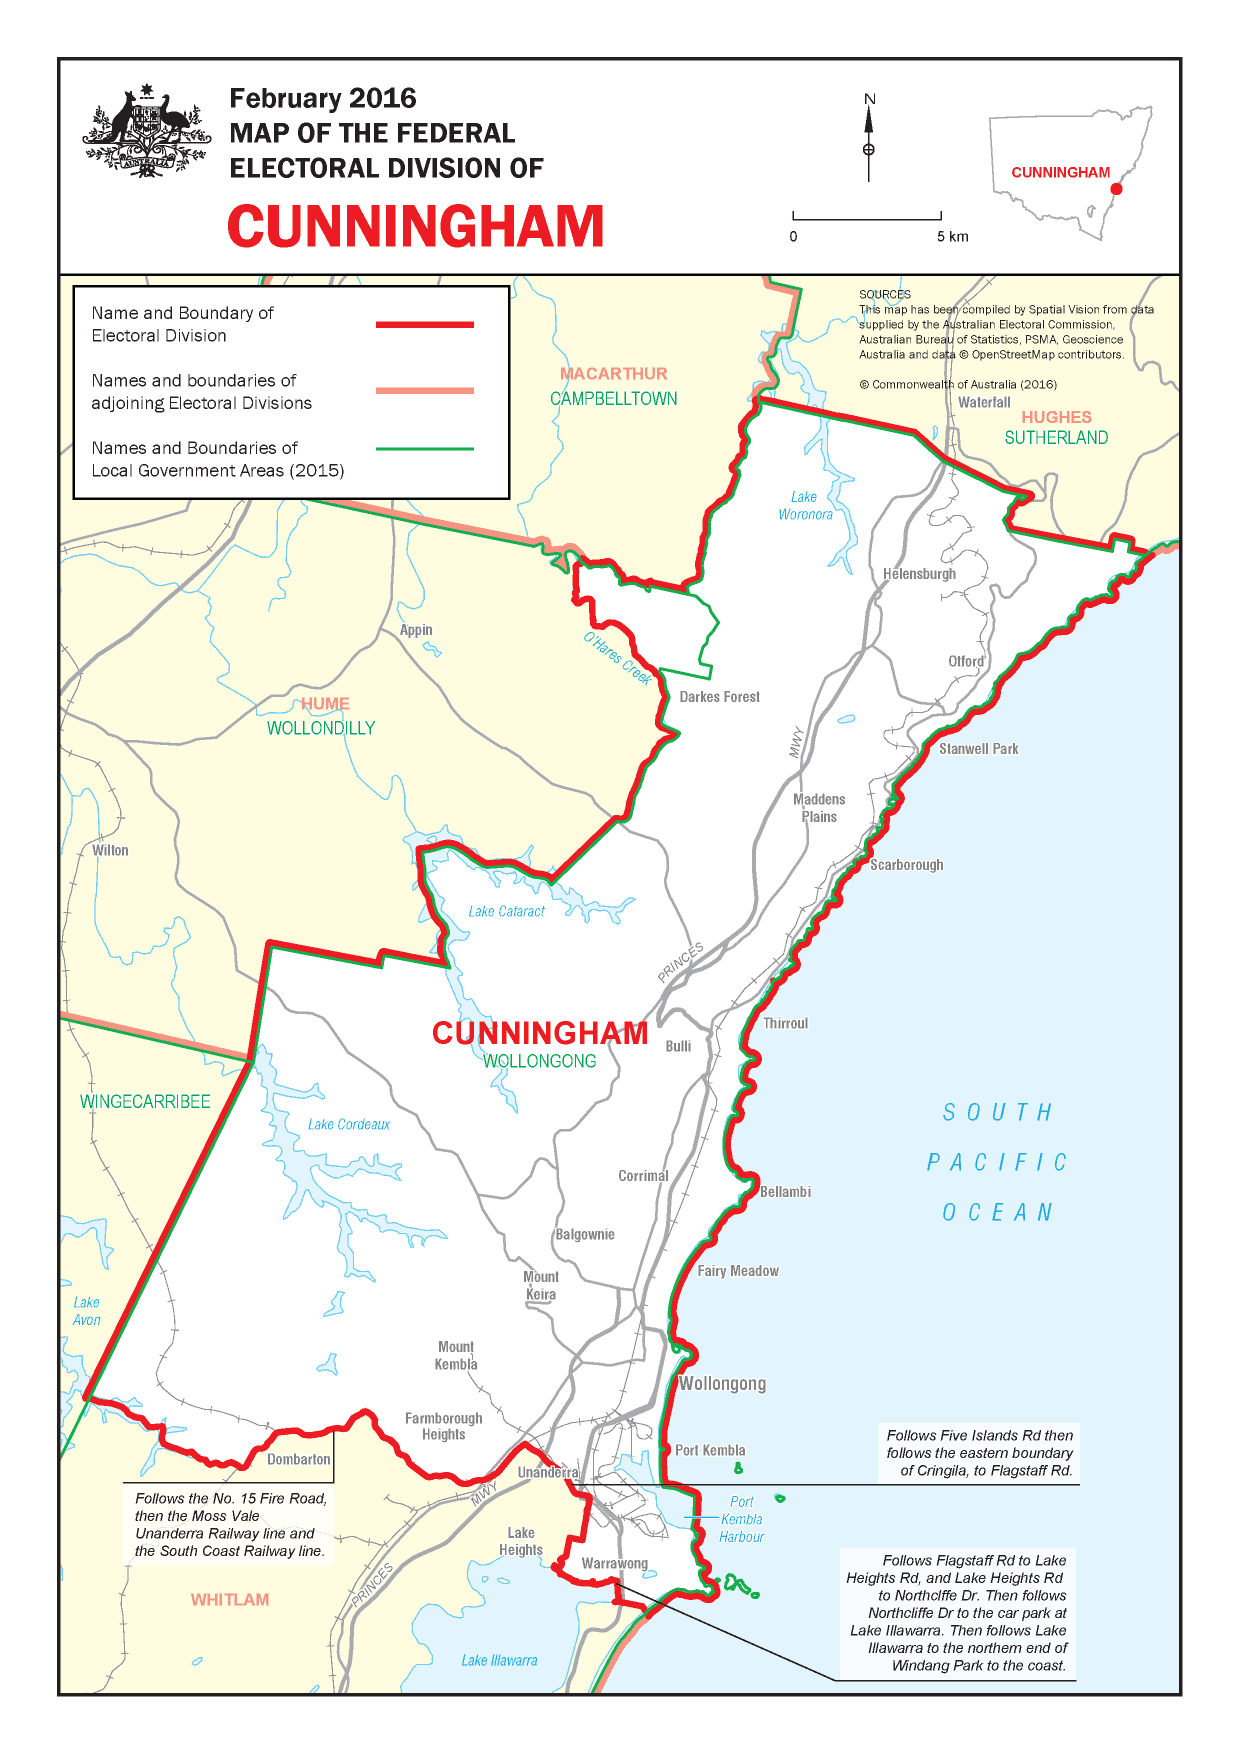 February 2016
MAP OF THE FEDERAL
ELECTORAL DIVISION OF
CUNNINGHAM
AUSTRALIA
N
0
5 km
CUNNINGHAM
Name and Boundary of
Electoral Division
Names and boundaries of
adjoining Electoral Divisions
Names and Boundaries of
Local Government Areas (2015)
SOURCES
This map has been compiled by Spatial Vision from data
supplied by the Australian Electoral Commission,
Australian Bureau of Statistics, PSMA, Geoscience
Australia and data © OpenStreetMap contributors.
© Commonwealth of Australia (2016)
MACARTHUR
CAMPBELLTOWN
Waterfall
HUGHES
SUTHERLAND
Lake
Woronora
Helensburgh
Appin
O'Hares Creek
Otford
Darkes Forest
HUME
WOLLONDILLY
MWY
Stanwell Park
Maddens
Plains
Wilton
Scarborough
Lake Cataract
PRINCES
Thirroul
CUNNINGHAM
WOLLONGONG
Bulli
WINGECARRIBEE
Lake Cordeaux
SOUTH
PACIFIC
OCEAN
Corrimal
Bellambi
Balgownie
Fairy Meadow
Mount
Keira
Lake
Avon
Mount
Kembla
Wollongong
Farmborough
Heights
Port Kembla
Follows Five Islands Rd then
follows the eastern boundary
of Cringila, to Flagstaff Rd.
Dombarton
Unanderra
Follows the No. 15 Fire Road,
then the Moss Vale
Unanderra Railway line and
the South Coast Railway line.
MWY
Port
Kembla
Harbour
Lake
Heights
Warrawong
PRINCES
WHITLAM
Follows Flagstaff Rd to Lake
Heights Rd, and Lake Heights Rd
to Northclffe Dr. Then follows
Northcliffe Dr to the car park at
Lake Illawarra. Then follows Lake
Illawarra to the northern end of
Windang Park to the coast.
Lake Illawarra